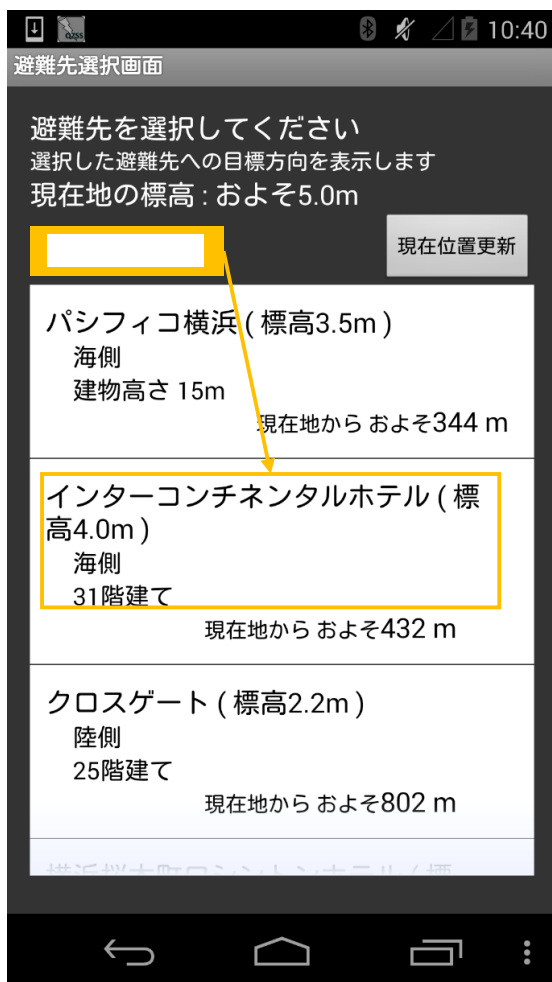 QZSS
10:40
避難先選択画面
避難先を選択してください
選択した避難先への目標方向を表示します
現在地の標高 : およそ5.0m
現在位置更新
パシフィコ横浜 ( 標高3.5m )
海側
建物高さ 15m
現在地から およそ344 m
インターコンチネンタルホテル ( 標
高4.0m )
海側
31階建て
現在地から およそ432 m
クロスゲート ( 標高2.2m )
陸側
25階建て
現在地から およそ802 m